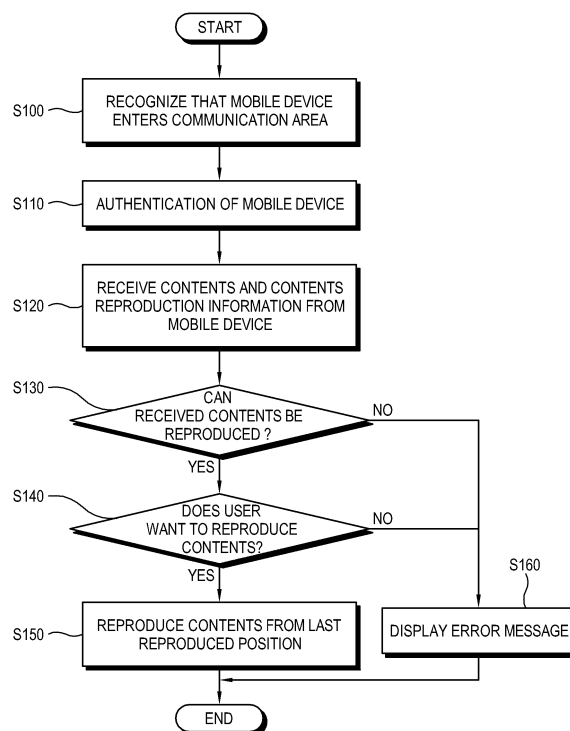 START
S100
RECOGNIZE THAT MOBILE DEVICE
ENTERS COMMUNICATION AREA
S110
AUTHENTICATION OF MOBILE DEVICE
S120
RECEIVE CONTENTS AND CONTENTS
REPRODUCTION INFORMATION FROM
MOBILE DEVICE
S130
CAN
RECEIVED CONTENTS BE
REPRODUCED ?
NO
YES
S140
DOES USER
WANT TO REPRODUCE
CONTENTS?
NO
YES
S150
REPRODUCE CONTENTS FROM LAST
REPRODUCED POSITION
S160
DISPLAY ERROR MESSAGE
END